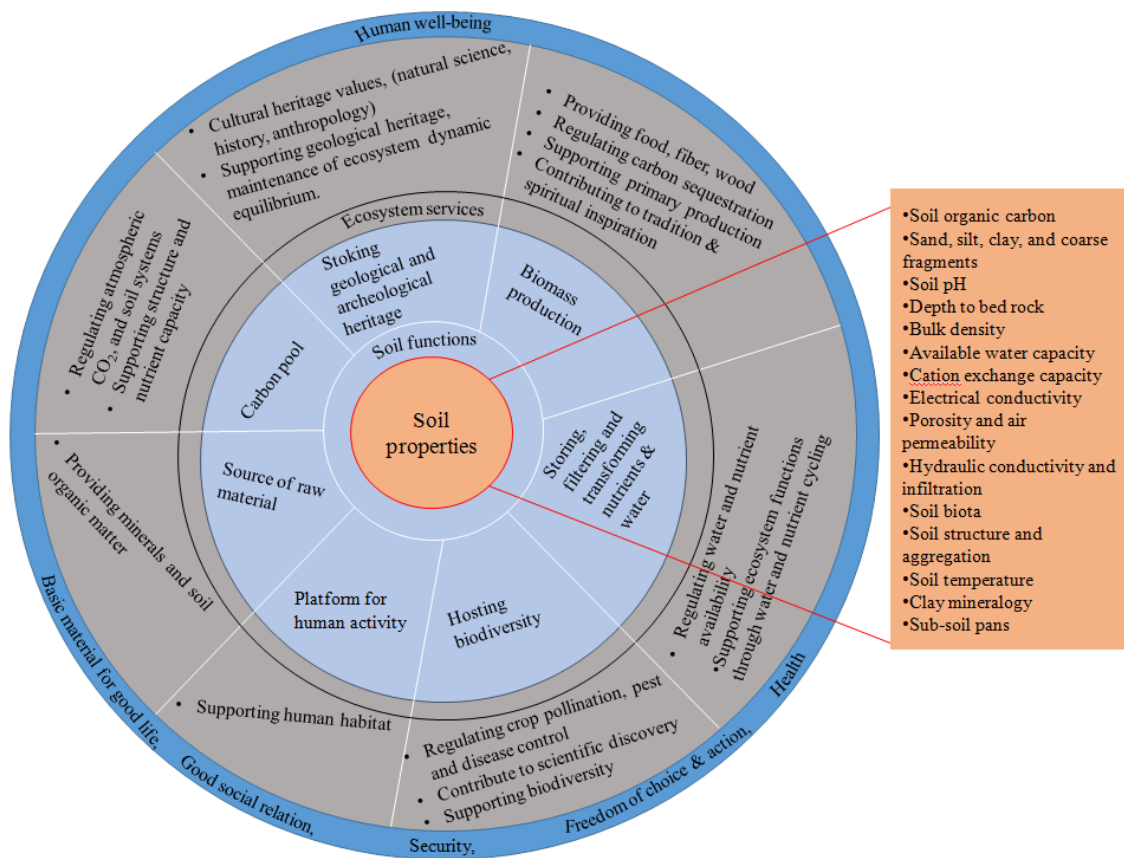 Human well-being
• Cultural heritage values, (natural science,
history, anthropology)
• Supporting geological heritage,
maintenance of ecosystem dynamic
equilibrium.
• Providing food, fiber, wood
• Regulating carbon sequestration
• Supporting primary production
• Contributing to tradition &
spiritual inspiration
• Regulating atmospheric
CO₂, and soil systems
• Supporting structure and
nutrient capacity
Ecosystem services
Stoking
geological and
archeological
heritage
Biomass
production
Carbon pool
Soil functions
Soil
properties
Storing,
filtering and
transforming
nutrients &
water
Source of raw
material
Platform for
human activity
Hosting
biodiversity
• Providing minerals and soil
organic matter
• Regulating water and nutrient
availability
•Supporting ecosystem functions
through water and nutrient cycling
• Supporting human habitat
• Regulating crop pollination, pest
and disease control
• Contribute to scientific discovery
• Supporting biodiversity
Basic material for good life,
Good social relation,
Security,
Freedom of choice & action,
Health
•Soil organic carbon
•Sand, silt, clay, and coarse
fragments
•Soil pH
•Depth to bed rock
•Bulk density
•Available water capacity
•Cation exchange capacity
•Electrical conductivity
•Porosity and air
permeability
•Hydraulic conductivity and
infiltration
•Soil biota
•Soil structure and
aggregation
•Soil temperature
•Clay mineralogy
•Sub-soil pans